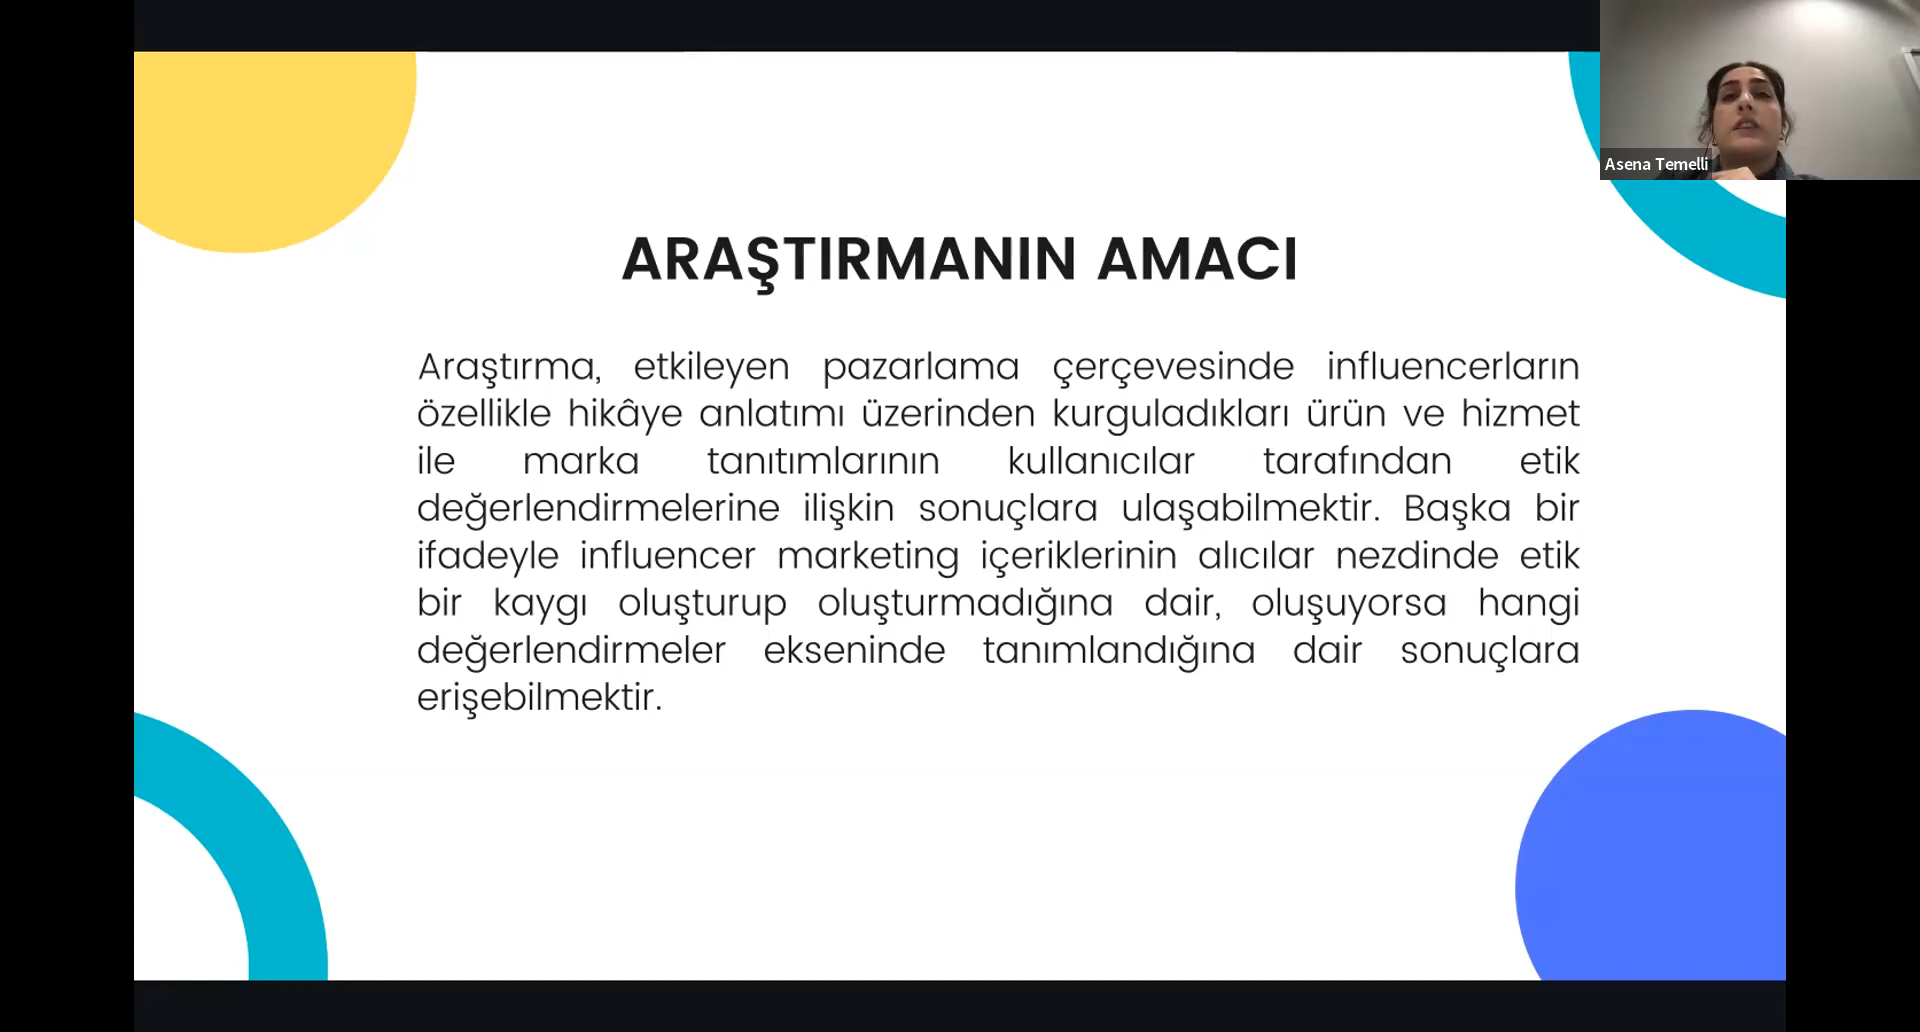 Asena Temelli
ARAŞTIRMANIN AMACI
Araştırma, etkileyen pazarlama çerçevesinde influencerların
özellikle hikâye anlatımı üzerinden kurguladıkları ürün ve hizmet
ile marka tanıtımlarının kullanıcılar tarafından etik
değerlendirmelerine ilişkin sonuçlara ulaşabilmektir. Başka bir
ifadeyle influencer marketing içeriklerinin alıcılar nezdinde etik
bir kaygı oluşturup oluşturmadığına dair, oluşuyorsa hangi
değerlendirmeler ekseninde tanımlandığına dair sonuçlara
erişebilmektir.